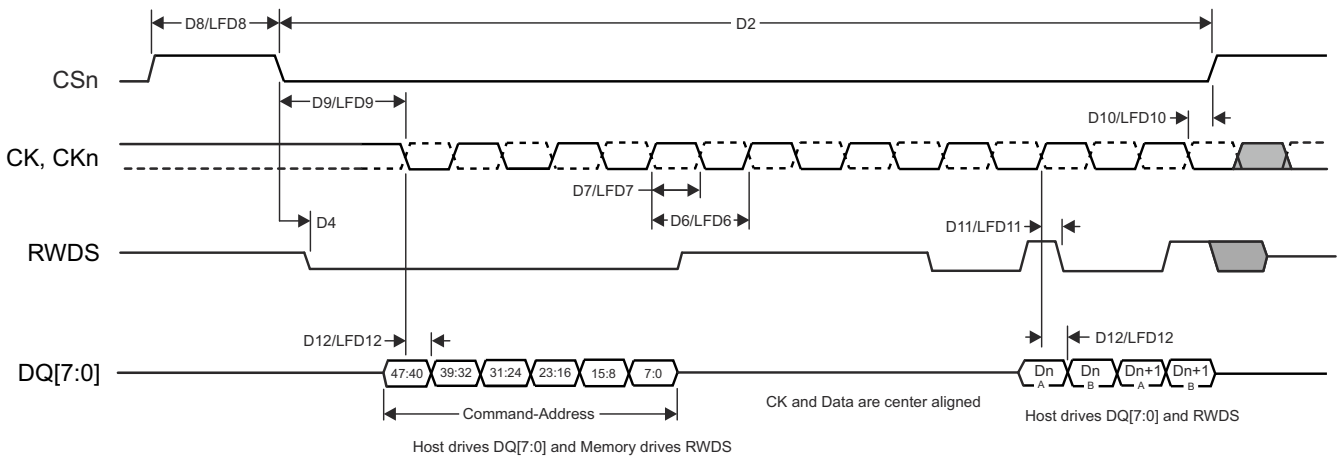 D8/LFD8
D2
CSn
D9/LFD9
D10/LFD10
CK, CKn
D7/LFD7
D4
D6/LFD6
D11/LFD11
RWDS
D12/LFD12
D12/LFD12
DQ[7:0]
47:40 39:32 31:24 23:16 15:8 7:0
Dn A Dn B Dn+1 A Dn+1 B
Command-Address
CK and Data are center aligned
Host drives DQ[7:0] and RWDS
Host drives DQ[7:0] and Memory drives RWDS